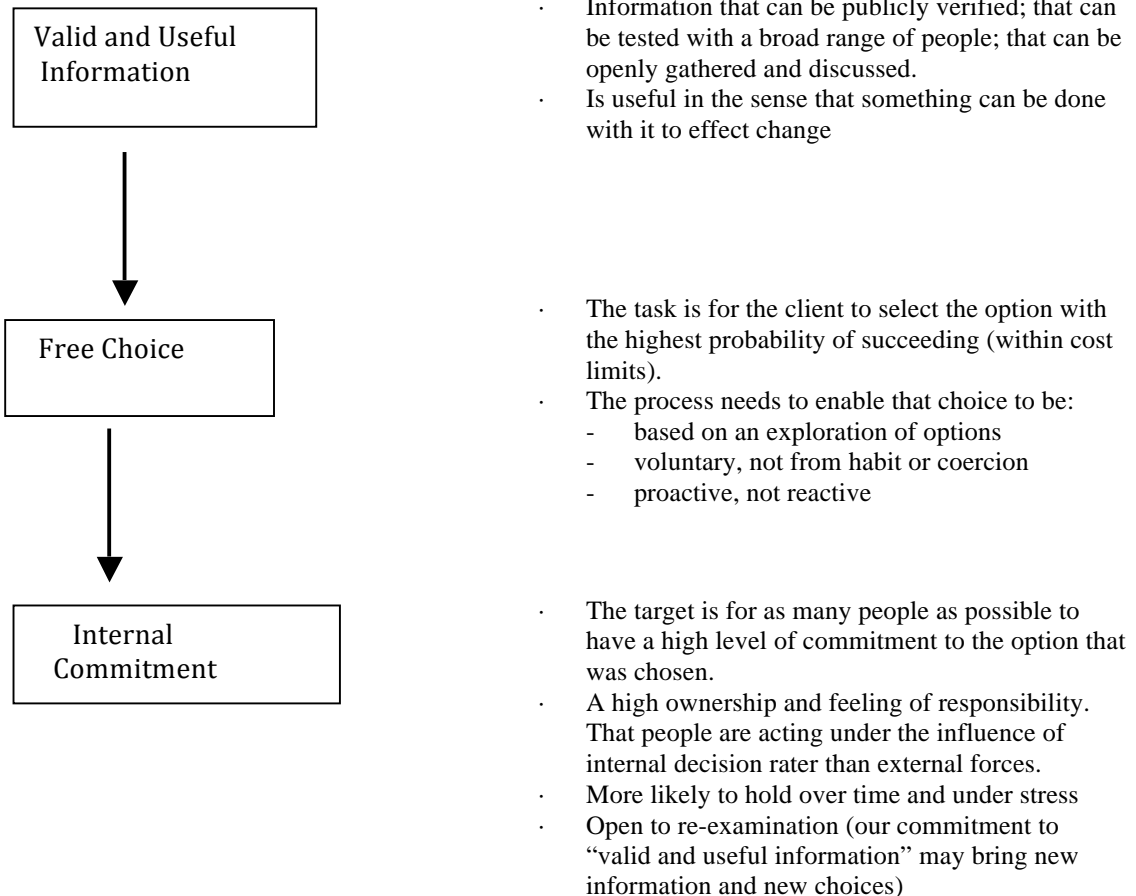 Valid and Useful
Information
· Information that can be publicly verified; that can
be tested with a broad range of people; that can be
openly gathered and discussed.
· Is useful in the sense that something can be done
with it to effect change
Free Choice
· The task is for the client to select the option with
the highest probability of succeeding (within cost
limits).
· The process needs to enable that choice to be:
- based on an exploration of options
- voluntary, not from habit or coercion
- proactive, not reactive
Internal
Commitment
· The target is for as many people as possible to
have a high level of commitment to the option that
was chosen.
· A high ownership and feeling of responsibility.
That people are acting under the influence of
internal decision rater than external forces.
· More likely to hold over time and under stress
· Open to re-examination (our commitment to
“valid and useful information” may bring new
information and new choices)